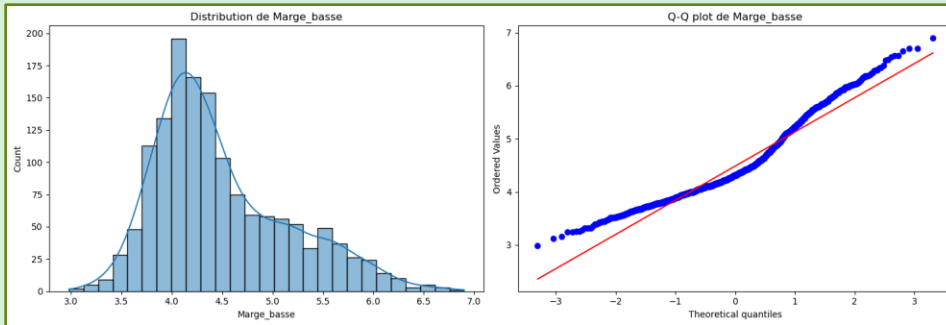 Distribution de Marge_basse
200
175
150
125
100
75
50
25
0
Count
3.0 3.5 4.0 4.5 5.0 5.5 6.0 6.5 7.0
Marge_basse
Q-Q plot de Marge_basse
7
6
5
4
3
Ordered Values
−3 −2 −1 0 1 2 3
Theoretical quantiles